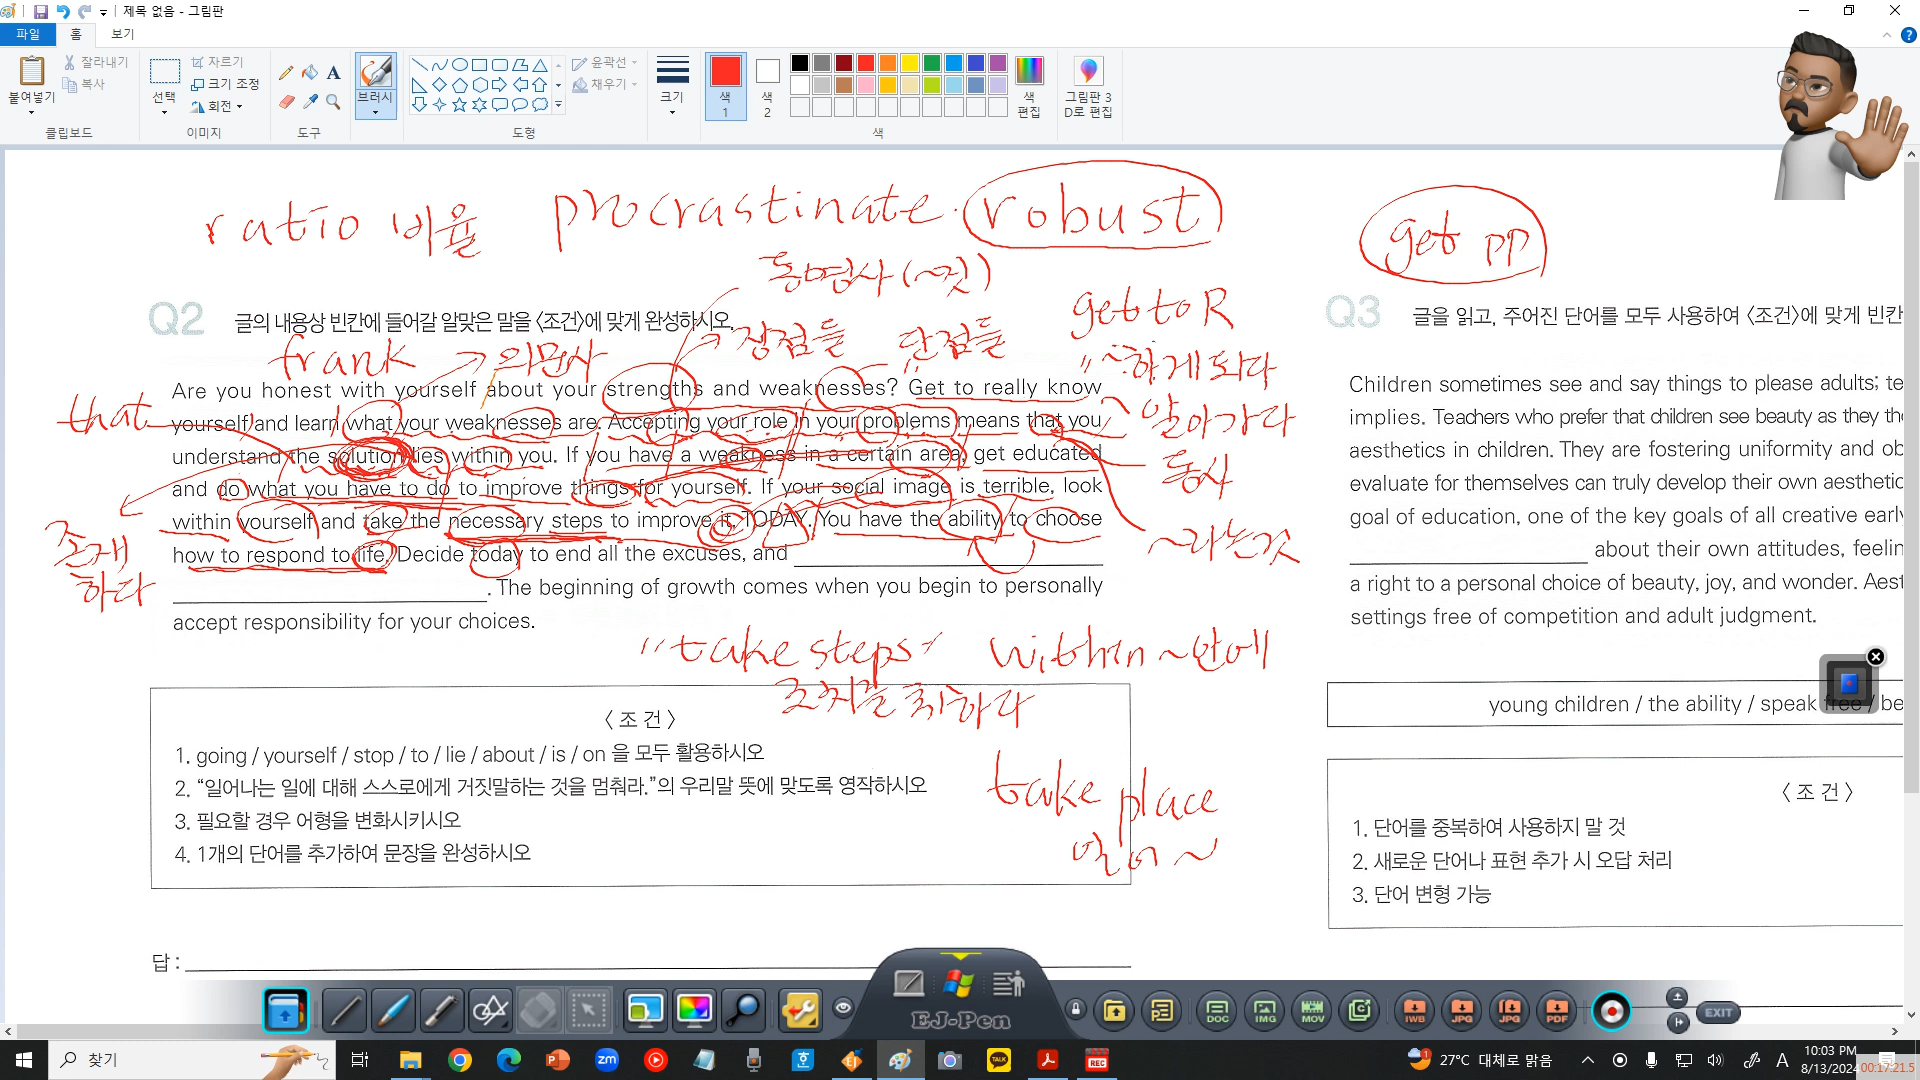 제목 없음 - 그림판
파일 홈 보기
붙여넣기 잘라내기 복사 선택 자르기 크기 조정 회전 A 브러시 윤곽선 채우기 크기 색 1 색 2 색 편집 그림판 3D로 편집
클립보드 이미지 도구 도형 색
ratio 비율 procrastinate robust get pp
동명사 (~것)
get to R
Q2 글의 내용상 빈칸에 들어갈 알맞은 말을 <조건>에 맞게 완성하시오.
frank 의문사 장점들 단점들 ~하게 되다
Are you honest with yourself about your strengths and weaknesses? Get to really know
that yourself and learn what your weaknesses are. Accepting your role in your problems means that you 알아가다
understand the solution lies within you. If you have a weakness in a certain area, get educated 동사
and do what you have to do to improve things for yourself. If your social image is terrible, look
within yourself and take the necessary steps to improve it, TODAY. You have the ability to choose
존재하다 ~라는것
how to respond to life. Decide today to end all the excuses, and
. The beginning of growth comes when you begin to personally
accept responsibility for your choices.
"take steps" within ~안에
조치를 취하다
<조건>
1. going / yourself / stop / to / lie / about / is / on 을 모두 활용하시오
2. “일어나는 일에 대해 스스로에게 거짓말하는 것을 멈춰라.”의 우리말 뜻에 맞도록 영작하시오
3. 필요할 경우 어형을 변화시키시오
4. 1개의 단어를 추가하여 문장을 완성하시오
take place
일어~
답 :
Q3 글을 읽고, 주어진 단어를 모두 사용하여 <조건>에 맞게 빈칸
Children sometimes see and say things to please adults; te
implies. Teachers who prefer that children see beauty as they the
aesthetics in children. They are fostering uniformity and ob
evaluate for themselves can truly develop their own aesthetic
goal of education, one of the key goals of all creative early
about their own attitudes, feelin
a right to a personal choice of beauty, joy, and wonder. Aest
settings free of competition and adult judgment.
young children / the ability / speak free / be
<조건>
1. 단어를 중복하여 사용하지 말 것
2. 새로운 단어나 표현 추가 시 오답 처리
3. 단어 변형 가능
EJ-Pen
DOC IMG MOV IWB JPG JPG PDF EXIT
찾기 zm TALK REC 27°C 대체로 맑음 A 10:03 PM
8/13/2024 00:17:21.5